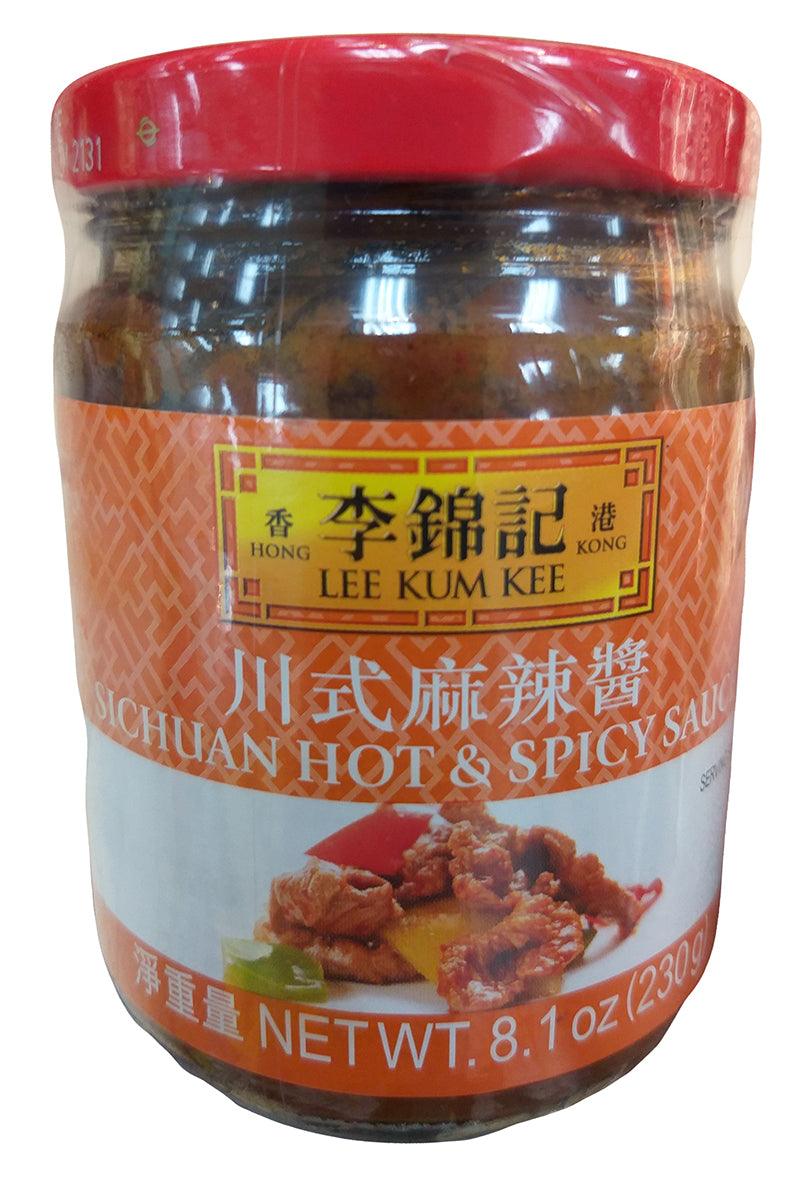 2131
香 李錦記 港
HONG KONG
LEE KUM KEE
川式麻辣醬
SICHUAN HOT & SPICY SAUC
淨重量 NET WT. 8.1 oz (230g)